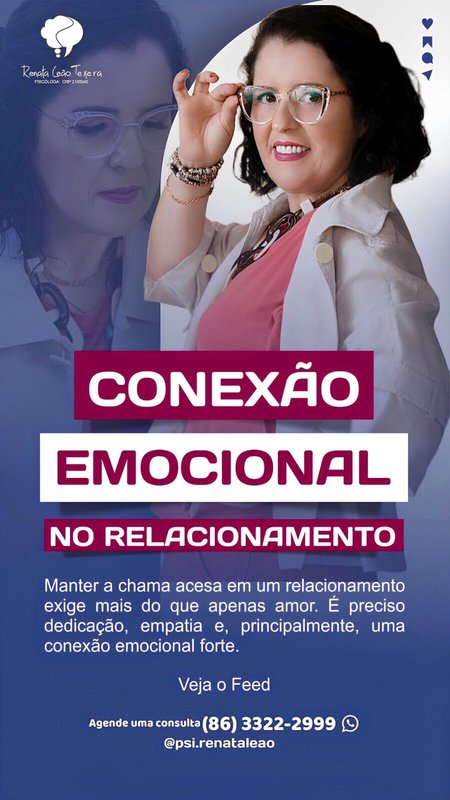 Renata Leão Texera
CONEXÃO
EMOCIONAL
NO RELACIONAMENTO
Manter a chama acesa em um relacionamento
exige mais do que apenas amor. É preciso
dedicação, empatia e, principalmente, uma
conexão emocional forte.
Veja o Feed
Agende uma consulta (86) 3322-2999
@psi.renataleao